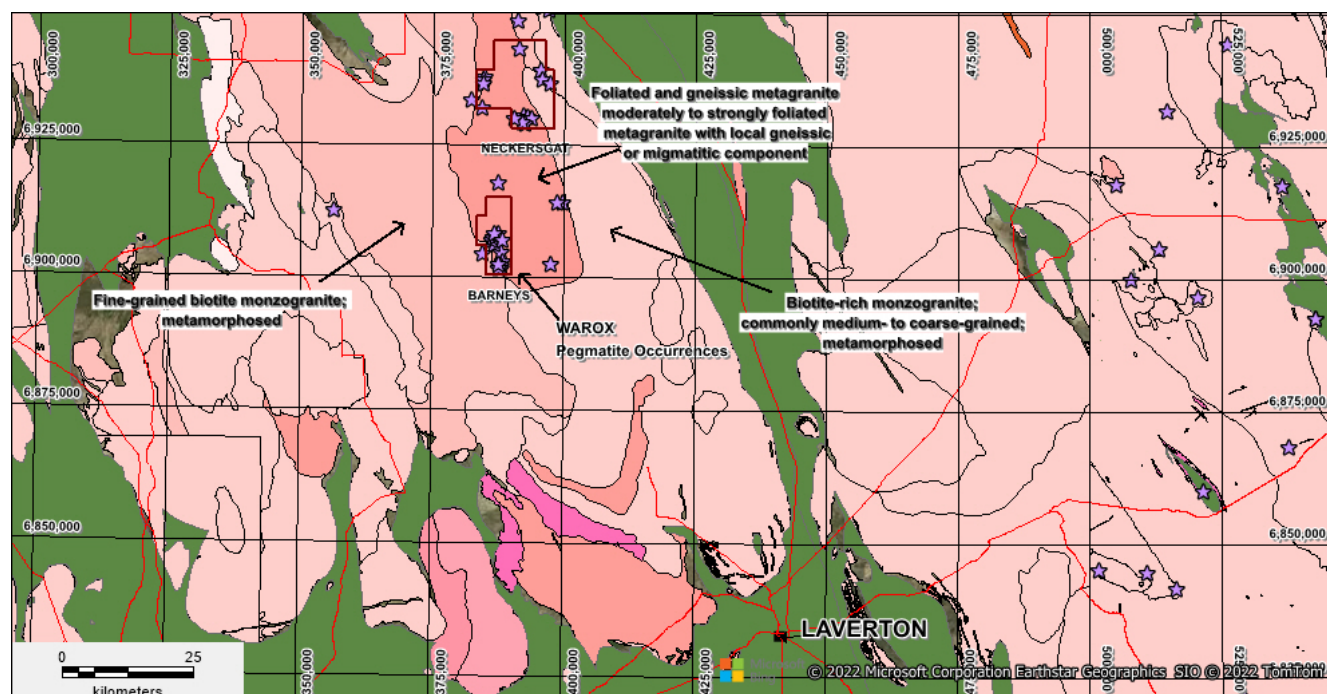 300,000
325,000
350,000
375,000
400,000
425,000
450,000
475,000
500,000
525,000
6,925,000
6,925,000
Foliated and gneissic metagranite
moderately to strongly foliated
metagranite with local gneissic
or migmatitic component
NECKERSGAT
6,900,000
6,900,000
Fine-grained biotite monzogranite;
metamorphosed
BARNEYS
WAROX
Pegmatite Occurrences
Biotite-rich monzogranite;
commonly medium- to coarse-grained;
metamorphosed
6,875,000
6,875,000
6,850,000
6,850,000
LAVERTON
0 25
kilometers
350,000
375,000
400,000
425,000
500,000
525,000
© 2022 Microsoft Corporation Earthstar Geographics SIO © 2022 TomTom